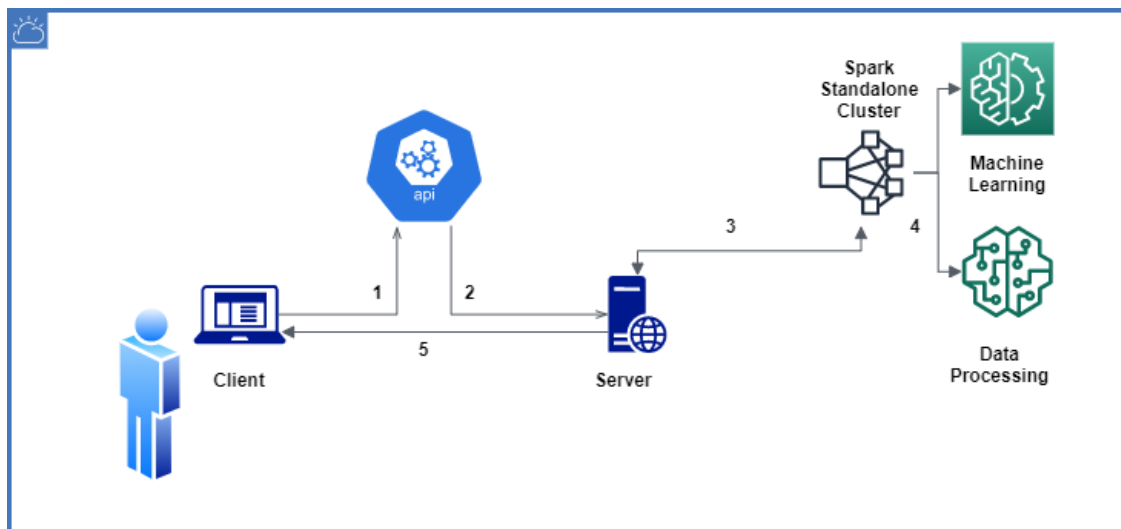 Spark
Standalone
Cluster
api
Machine
Learning
3
4
1
2
5
Client
Server
Data
Processing